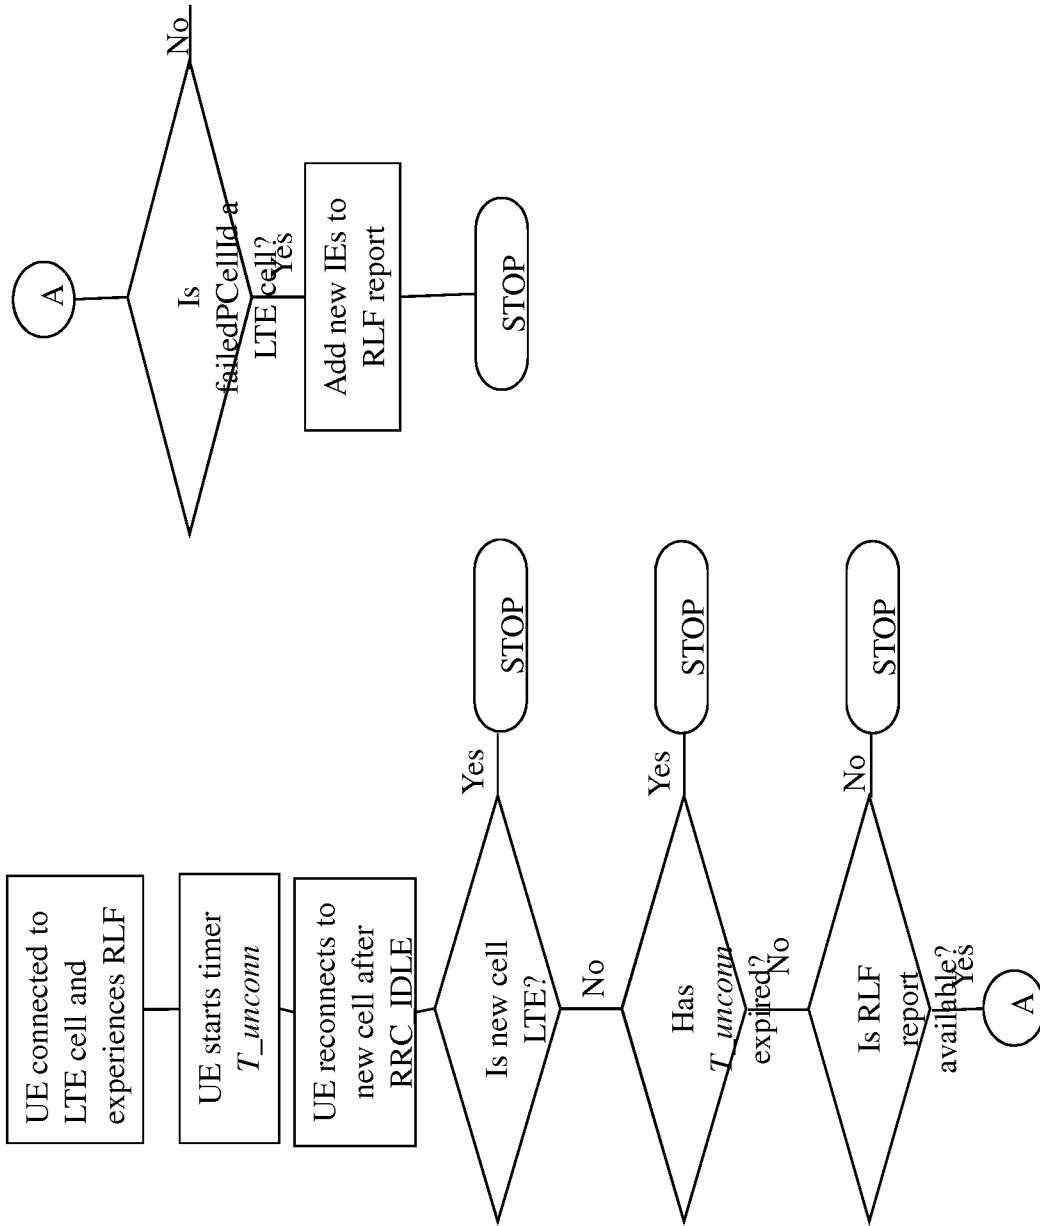 UE connected to
LTE cell and
experiences RLF
UE starts timer
T_unconn
UE reconnects to
new cell after
RRC_IDLE
Is new cell
LTE?
Yes
STOP
No
Has
T_unconn
expired?
Yes
STOP
No
Is RLF
report
available?
No
STOP
Yes
A
A
Is
failedPCellId a
LTE cell?
No
Yes
Add new IEs to
RLF report
STOP